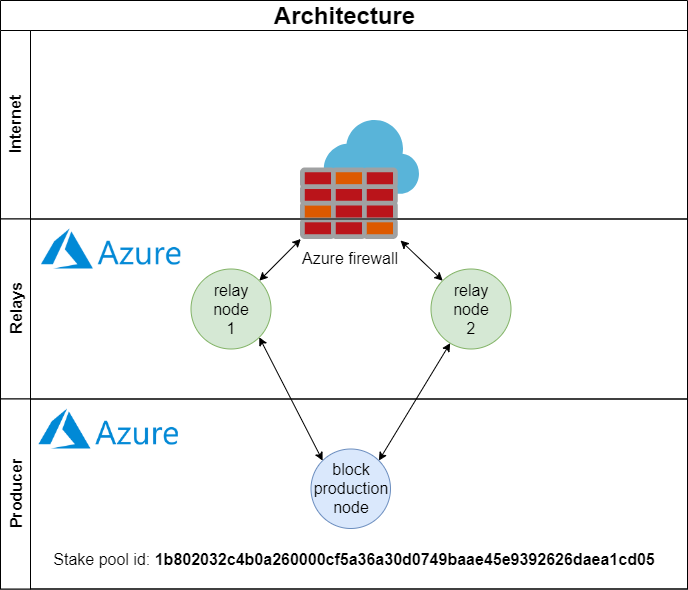 Architecture
Internet
Azure firewall
Relays
Azure
relay
node
1
relay
node
2
Producer
Azure
block
production
node
Stake pool id: 1b802032c4b0a260000cf5a36a30d0749baae45e9392626daea1cd05